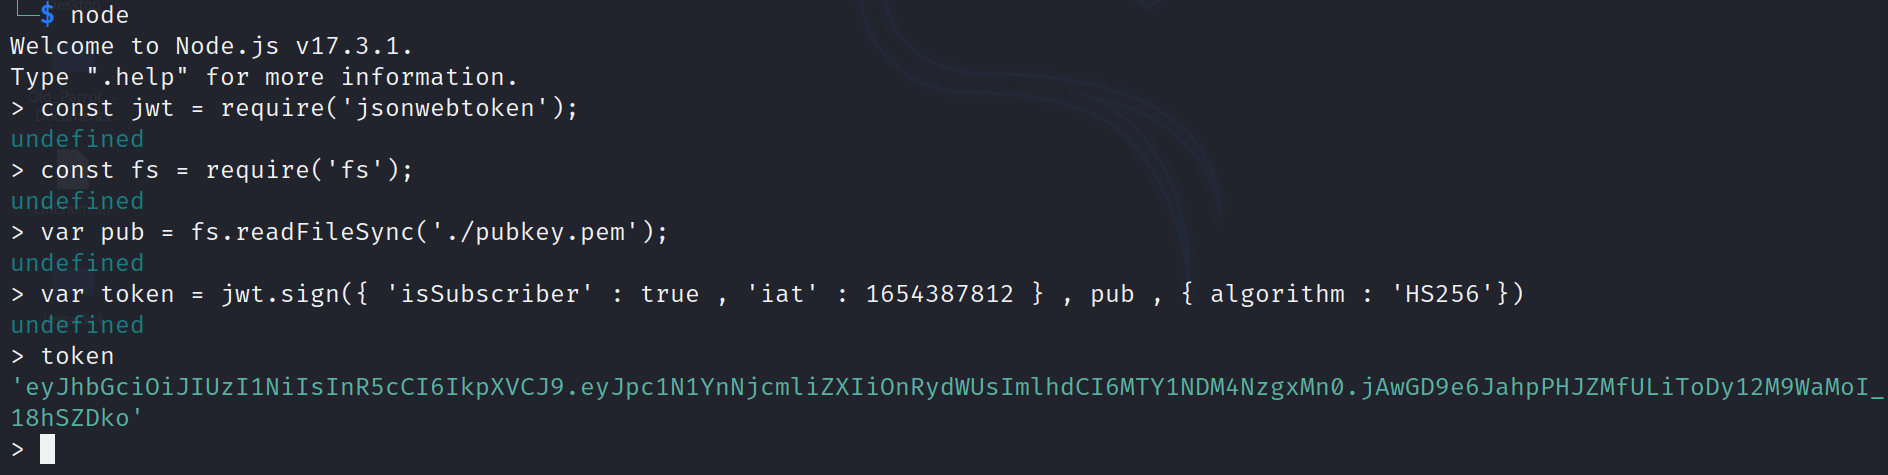 └─$ node
Welcome to Node.js v17.3.1.
Type ".help" for more information.
> const jwt = require('jsonwebtoken');
undefined
> const fs = require('fs');
undefined
> var pub = fs.readFileSync('./pubkey.pem');
undefined
> var token = jwt.sign({ 'isSubscriber' : true , 'iat' : 1654387812 } , pub , { algorithm : 'HS256'})
undefined
> token
'eyJhbGciOiJIUzI1NiIsInR5cCI6IkpXVCJ9.eyJpc1N1YnNjcmliZXIiOnRydWUsImlhdCI6MTY1NDM4NzgxMn0.jAwGD9e6JahpPHJZMfULiToDy12M9WaMoI_
18hSZDko'
>